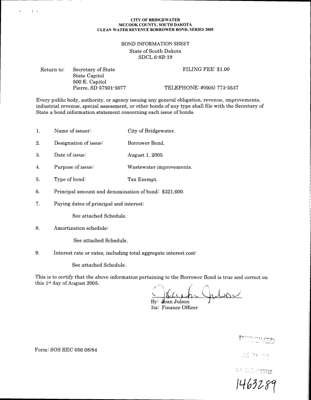 CITY OF BRIDGEWATER
MCCOOK COUNTY, SOUTH DAKOTA
CLEAN WATER REVENUE BORROWER BOND, SERIES 2005
BOND INFORMATION SHEET
State of South Dakota
SDCL 6-8B-19
Return to: Secretary of State FILING FEE: $1.00
State Capitol
500 E. Capitol
Pierre, SD 57501-5077 TELEPHONE #(605) 773-3537
Every public body, authority, or agency issuing any general obligation, revenue, improvements,
industrial revenue, special assessment, or other bonds of any type shall file with the Secretary of
State a bond information statement concerning each issue of bonds.
1. Name of issuer: City of Bridgewater.
2. Designation of issue: Borrower Bond.
3. Date of issue: August 1, 2005
4. Purpose of issue: Wastewater improvements.
5. Type of bond: Tax Exempt.
6. Principal amount and denomination of bond: $321,600.
7. Paying dates of principal and interest:
See attached Schedule.
8. Amortization schedule:
See attached Schedule.
9. Interest rate or rates, including total aggregate interest cost:
See attached Schedule.
This is to certify that the above information pertaining to the Borrower Bond is true and correct on
this 1st day of August 2005.
By: Joan Julson
Its: Finance Officer
Form: SOS REC 050 08/84
1463289